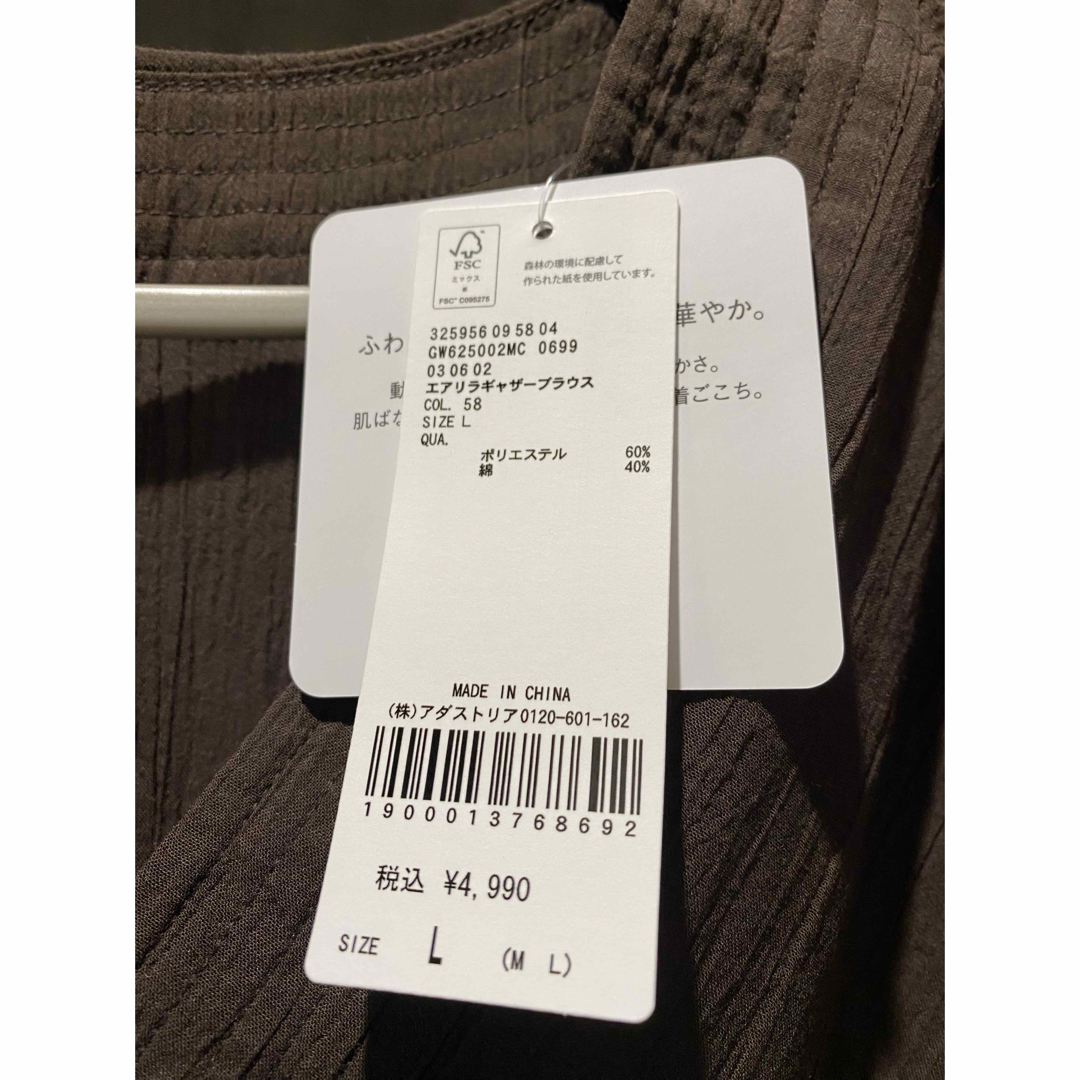 FSC
ミックス
紙
FSC™ C095275
森林の環境に配慮して
作られた紙を使用しています。
325956 09 58 04
GW625002MC 0699
03 06 02
エアリラギャザーブラウス
COL. 58
SIZE L
QUA.
ポリエステル 60%
綿 40%
MADE IN CHINA
(株)アダストリア0120-601-162
1900013768692
税込 ¥4,990
SIZE L (M L)
ふわ
華やか。
動
かさ。
肌ばな
着ごこち。